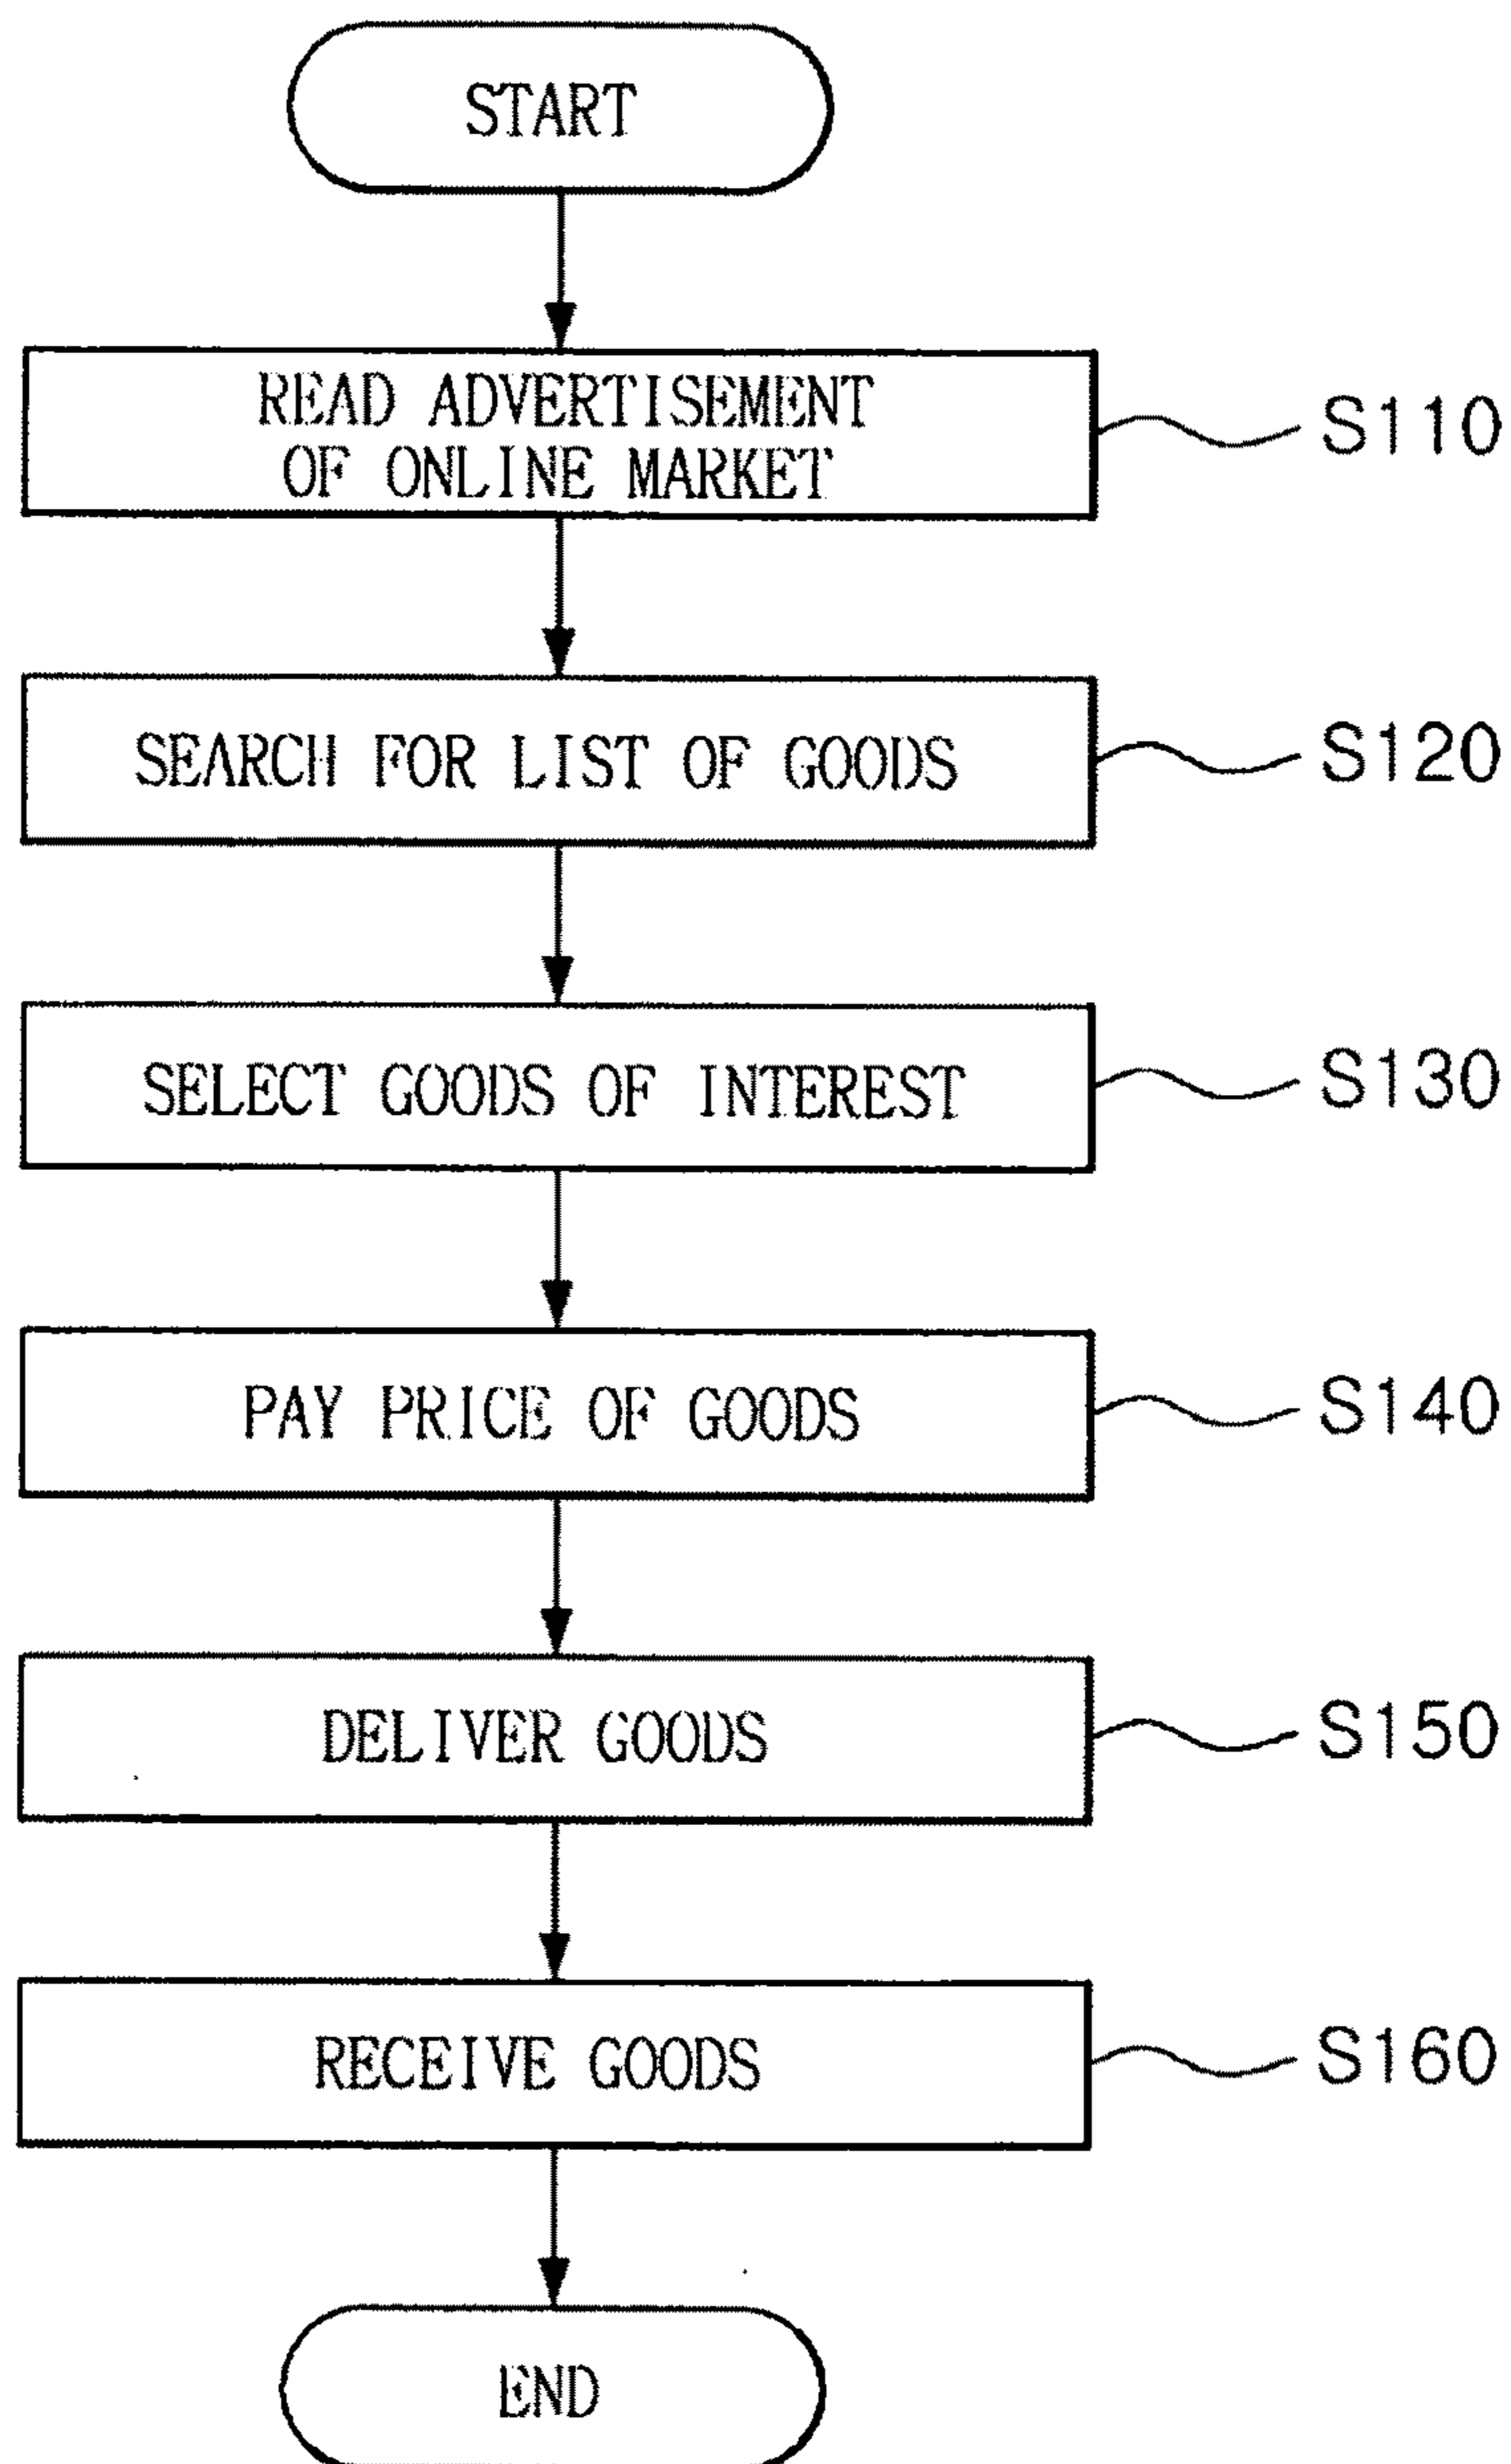 START
READ ADVERTISEMENT
OF ONLINE MARKET
S110
SEARCH FOR LIST OF GOODS
S120
SELECT GOODS OF INTEREST
S130
PAY PRICE OF GOODS
S140
DELIVER GOODS
S150
RECEIVE GOODS
S160
END